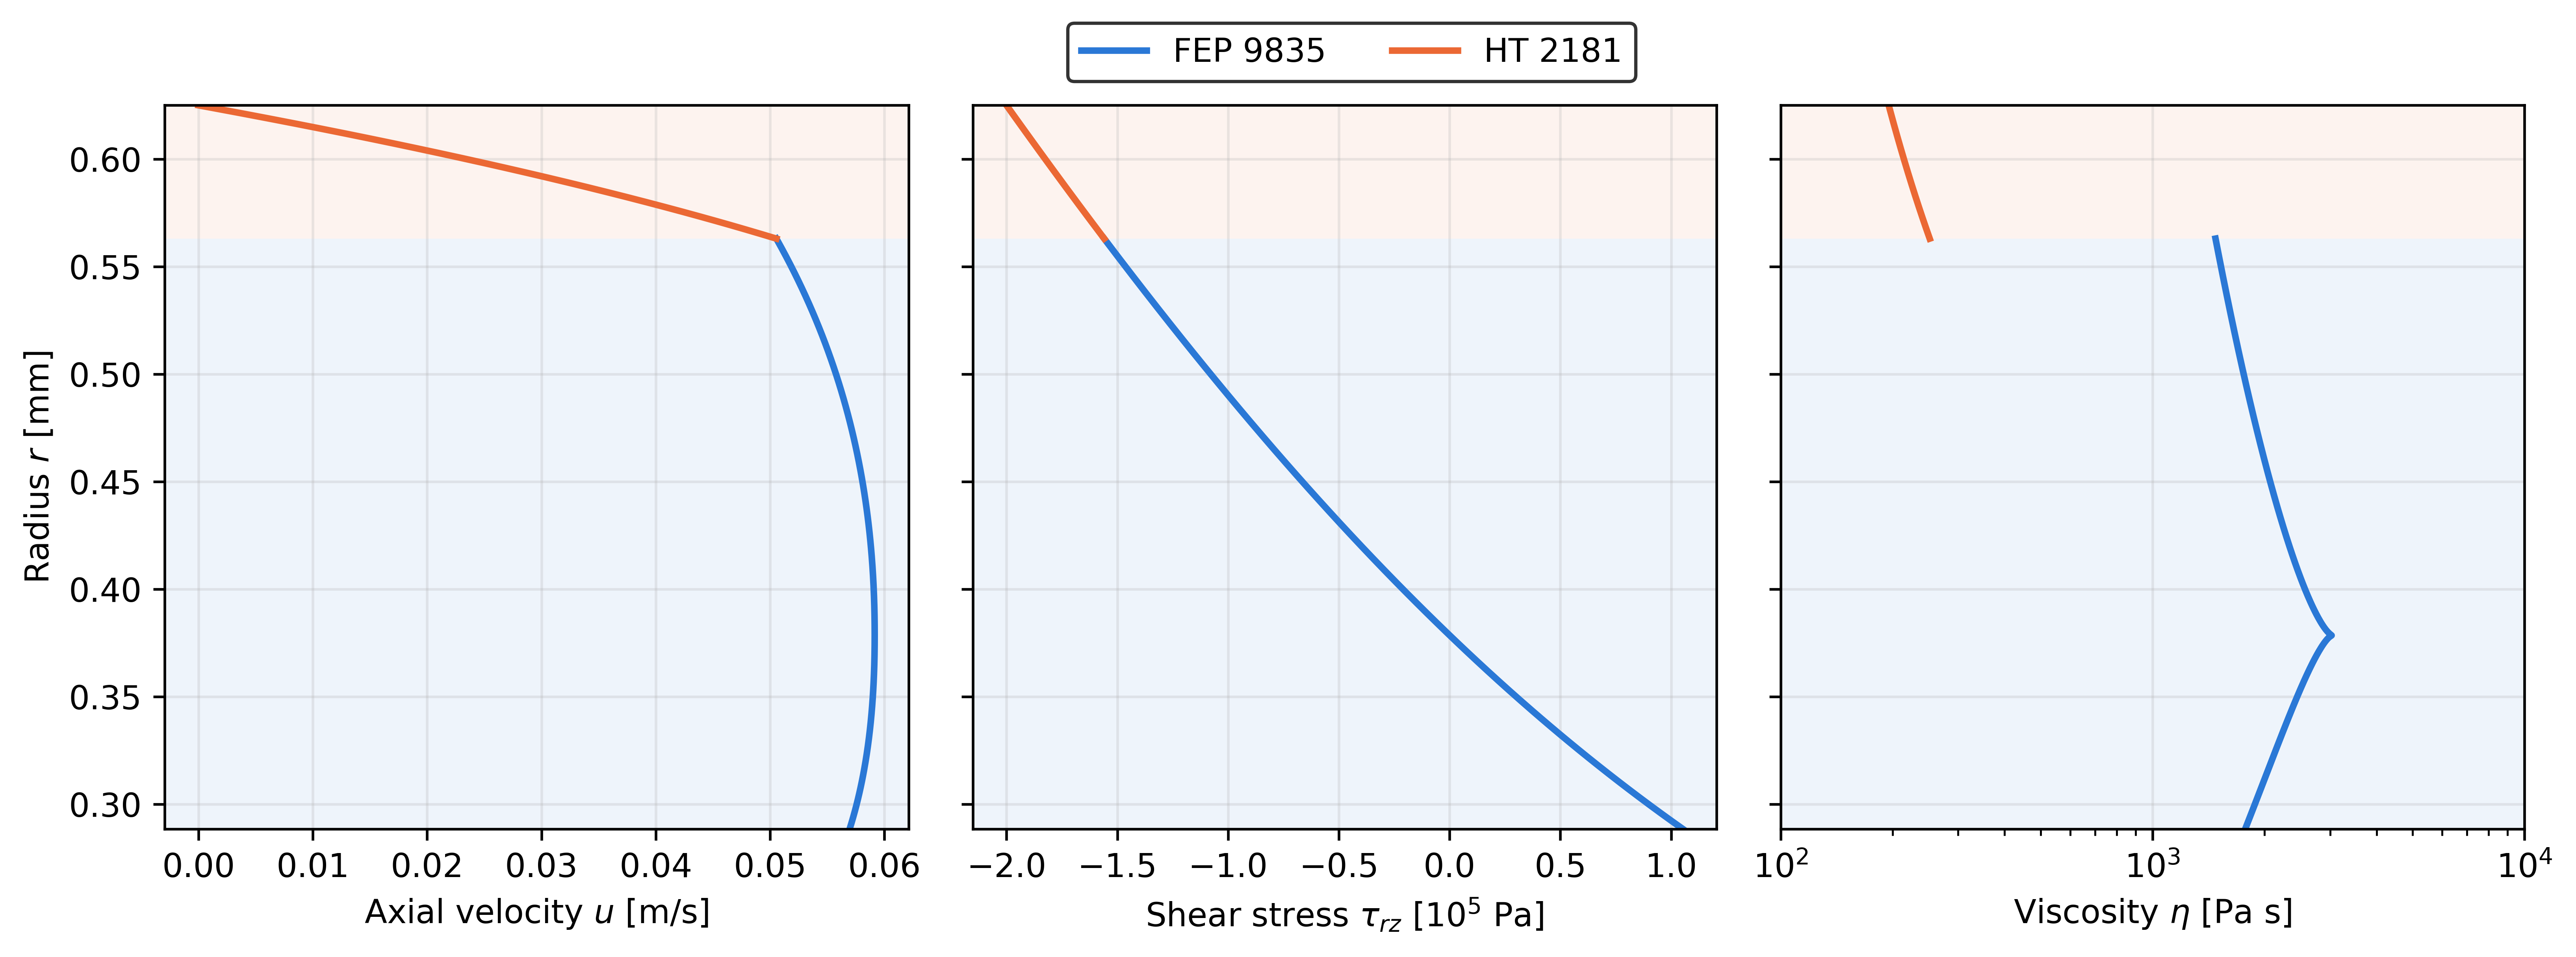 FEP 9835 HT 2181
Radius r [mm]
0.60
0.55
0.50
0.45
0.40
0.35
0.30
0.00 0.01 0.02 0.03 0.04 0.05 0.06
Axial velocity u [m/s]
−2.0 −1.5 −1.0 −0.5 0.0 0.5 1.0
Shear stress τrz [10⁵ Pa]
10² 10³ 10⁴
Viscosity η [Pa s]